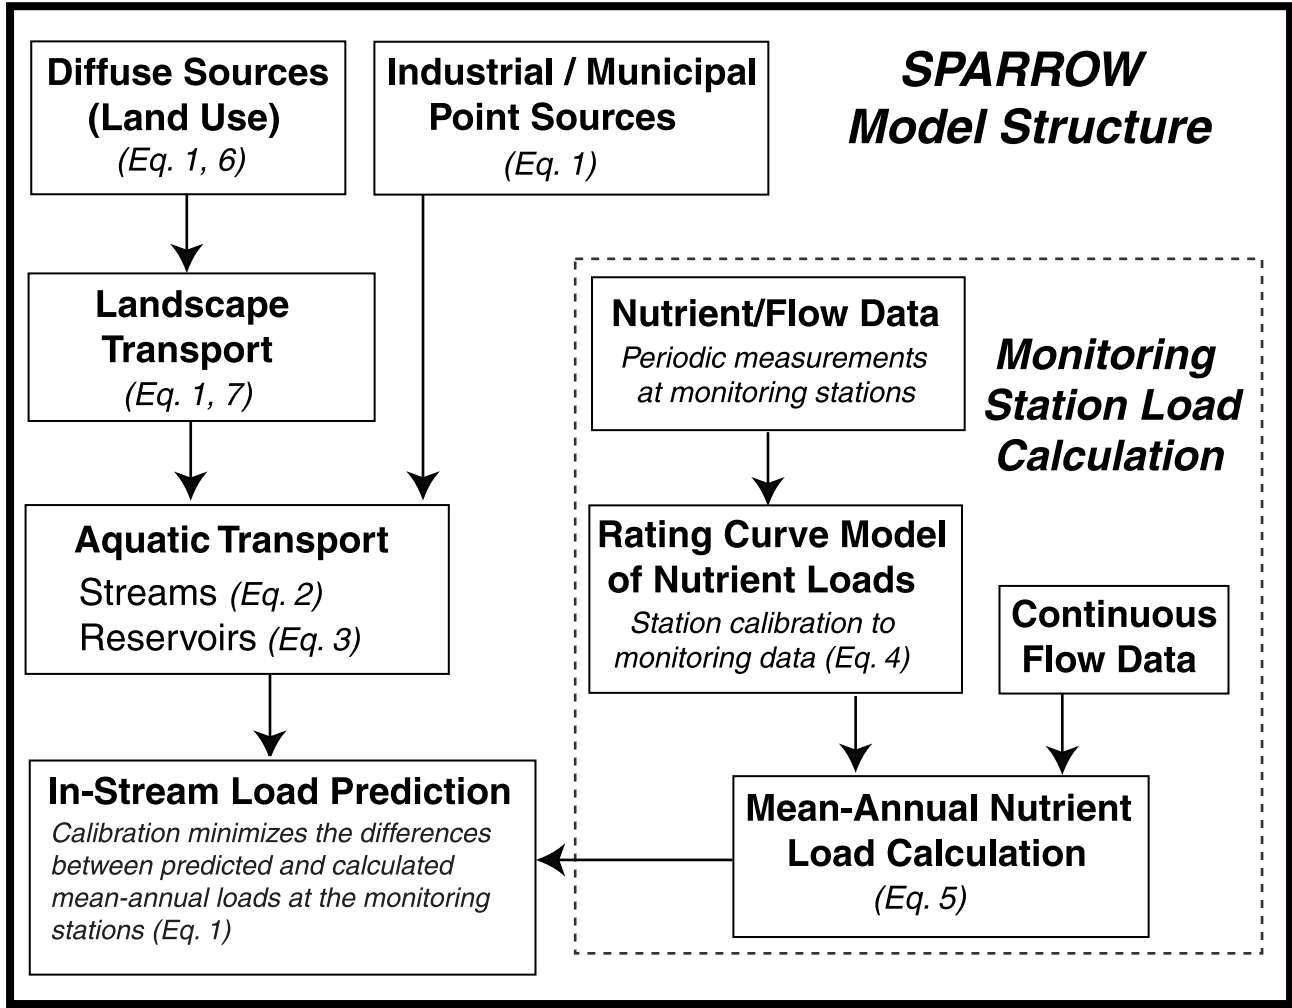 SPARROW
Model Structure
Diffuse Sources
(Land Use)
(Eq. 1, 6)
Industrial / Municipal
Point Sources
(Eq. 1)
Landscape
Transport
(Eq. 1, 7)
Aquatic Transport
Streams (Eq. 2)
Reservoirs (Eq. 3)
In-Stream Load Prediction
Calibration minimizes the differences
between predicted and calculated
mean-annual loads at the monitoring
stations (Eq. 1)
Monitoring
Station Load
Calculation
Nutrient/Flow Data
Periodic measurements
at monitoring stations
Rating Curve Model
of Nutrient Loads
Station calibration to
monitoring data (Eq. 4)
Continuous
Flow Data
Mean-Annual Nutrient
Load Calculation
(Eq. 5)